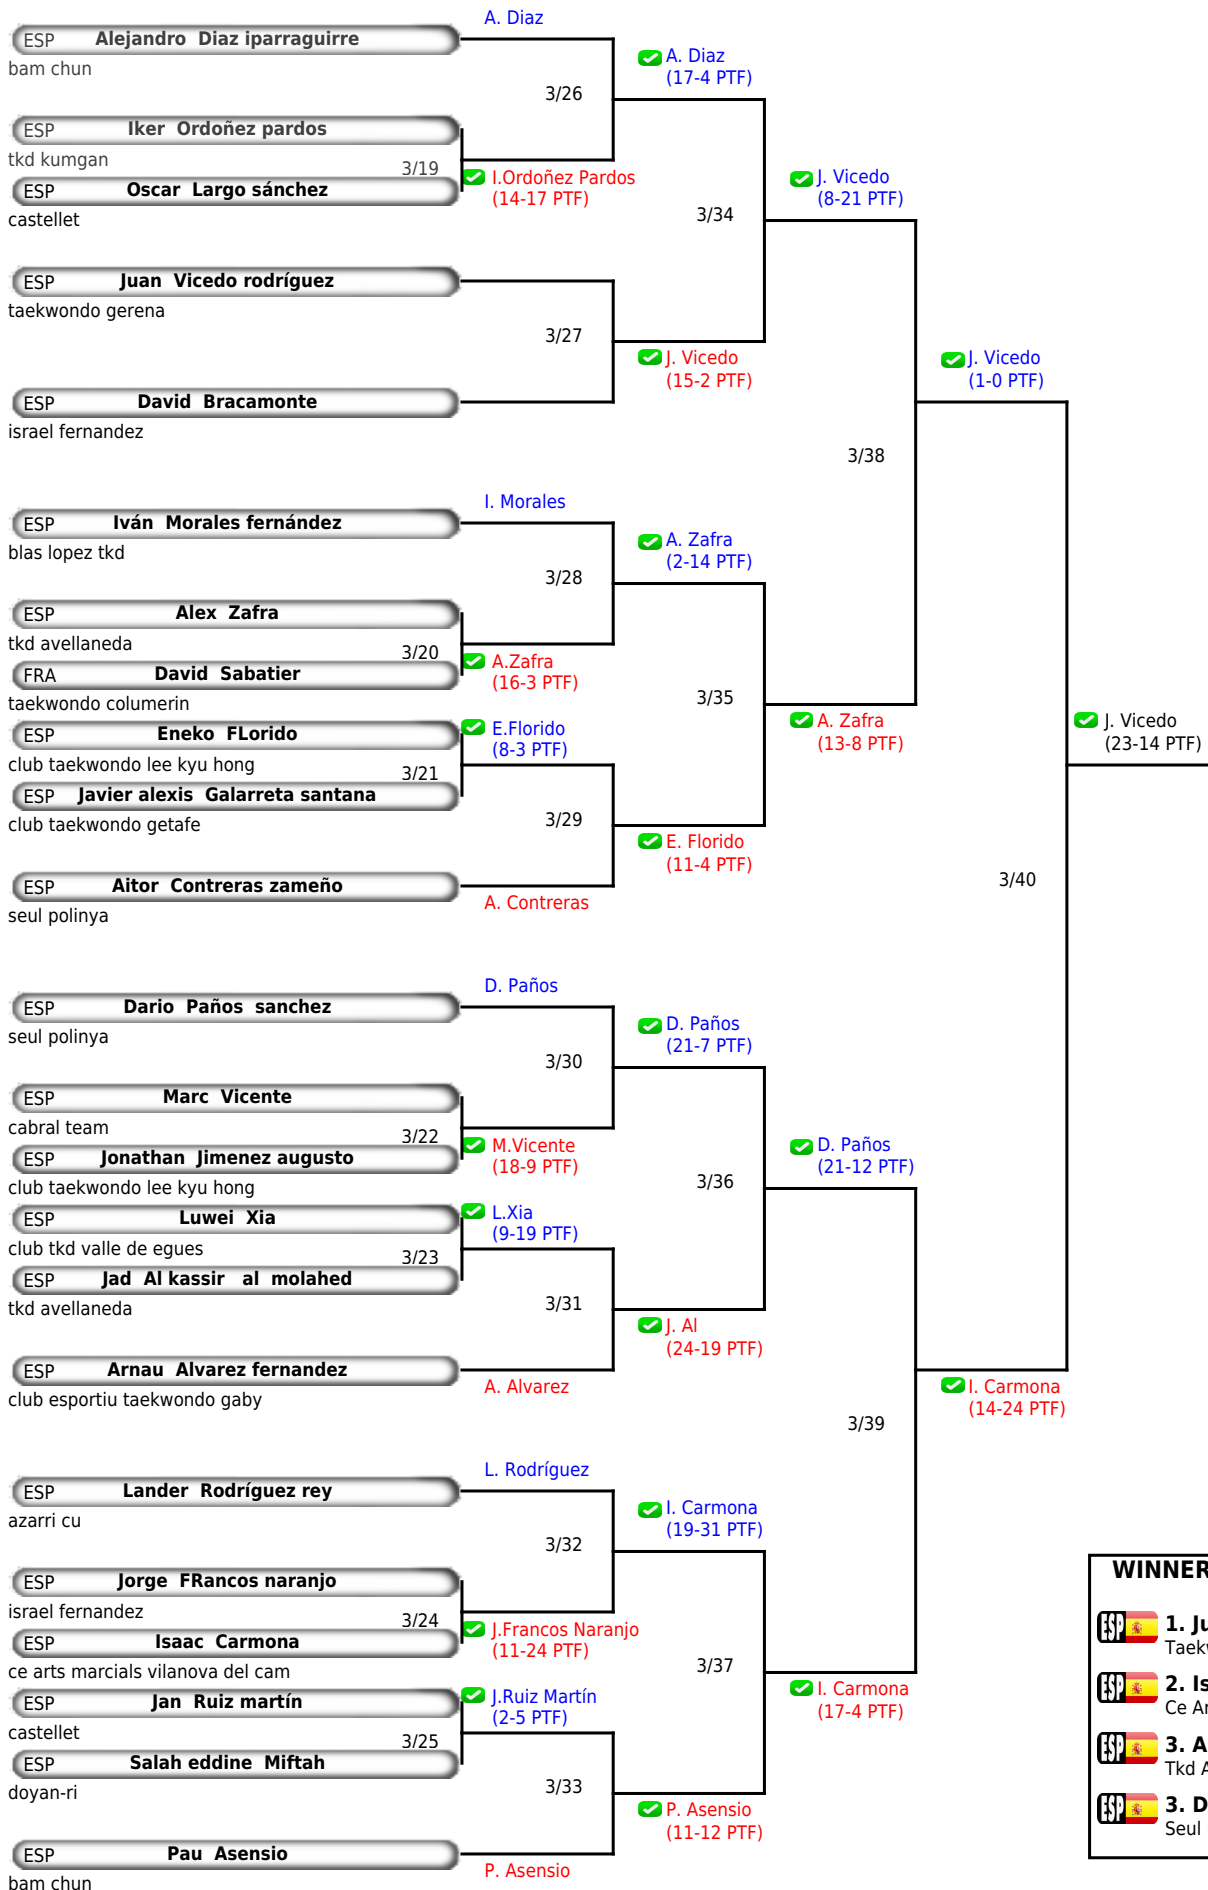 A. Diaz
ESP Alejandro Diaz iparraguirre
bam chun
A. Diaz
(17-4 PTF)
3/26
ESP Iker Ordoñez pardos
tkd kumgan
3/19
I.Ordoñez Pardos
(14-17 PTF)
ESP Oscar Largo sánchez
castellet
J. Vicedo
(8-21 PTF)
3/34
ESP Juan Vicedo rodríguez
taekwondo gerena
3/27
J. Vicedo
(15-2 PTF)
J. Vicedo
(1-0 PTF)
ESP David Bracamonte
israel fernandez
3/38
I. Morales
ESP Iván Morales fernández
blas lopez tkd
A. Zafra
(2-14 PTF)
3/28
ESP Alex Zafra
tkd avellaneda
3/20
A.Zafra
(16-3 PTF)
FRA David Sabatier
taekwondo columerin
3/35
ESP Eneko FLorido
club taekwondo lee kyu hong
E.Florido
(8-3 PTF)
A. Zafra
(13-8 PTF)
J. Vicedo
(23-14 PTF)
3/21
ESP Javier alexis Galarreta santana
club taekwondo getafe
3/29
E. Florido
(11-4 PTF)
ESP Aitor Contreras zameño
seul polinya
A. Contreras
3/40
D. Paños
ESP Dario Paños sanchez
seul polinya
D. Paños
(21-7 PTF)
3/30
ESP Marc Vicente
cabral team
3/22
M.Vicente
(18-9 PTF)
ESP Jonathan Jimenez augusto
club taekwondo lee kyu hong
D. Paños
(21-12 PTF)
3/36
ESP Luwei Xia
club tkd valle de egues
L.Xia
(9-19 PTF)
3/23
ESP Jad Al kassir al molahed
tkd avellaneda
3/31
J. Al
(24-19 PTF)
ESP Arnau Alvarez fernandez
club esportiu taekwondo gaby
A. Alvarez
I. Carmona
(14-24 PTF)
3/39
L. Rodríguez
ESP Lander Rodríguez rey
azarri cu
I. Carmona
(19-31 PTF)
3/32
ESP Jorge FRancos naranjo
israel fernandez
3/24
J.Francos Naranjo
(11-24 PTF)
ESP Isaac Carmona
ce arts marcials vilanova del cam
3/37
ESP Jan Ruiz martín
castellet
J.Ruiz Martín
(2-5 PTF)
I. Carmona
(17-4 PTF)
3/25
ESP Salah eddine Miftah
doyan-ri
3/33
P. Asensio
(11-12 PTF)
ESP Pau Asensio
bam chun
P. Asensio
WINNER
ESP 1. Ju
Taekw
ESP 2. Is
Ce Ar
ESP 3. A
Tkd A
ESP 3. D
Seul